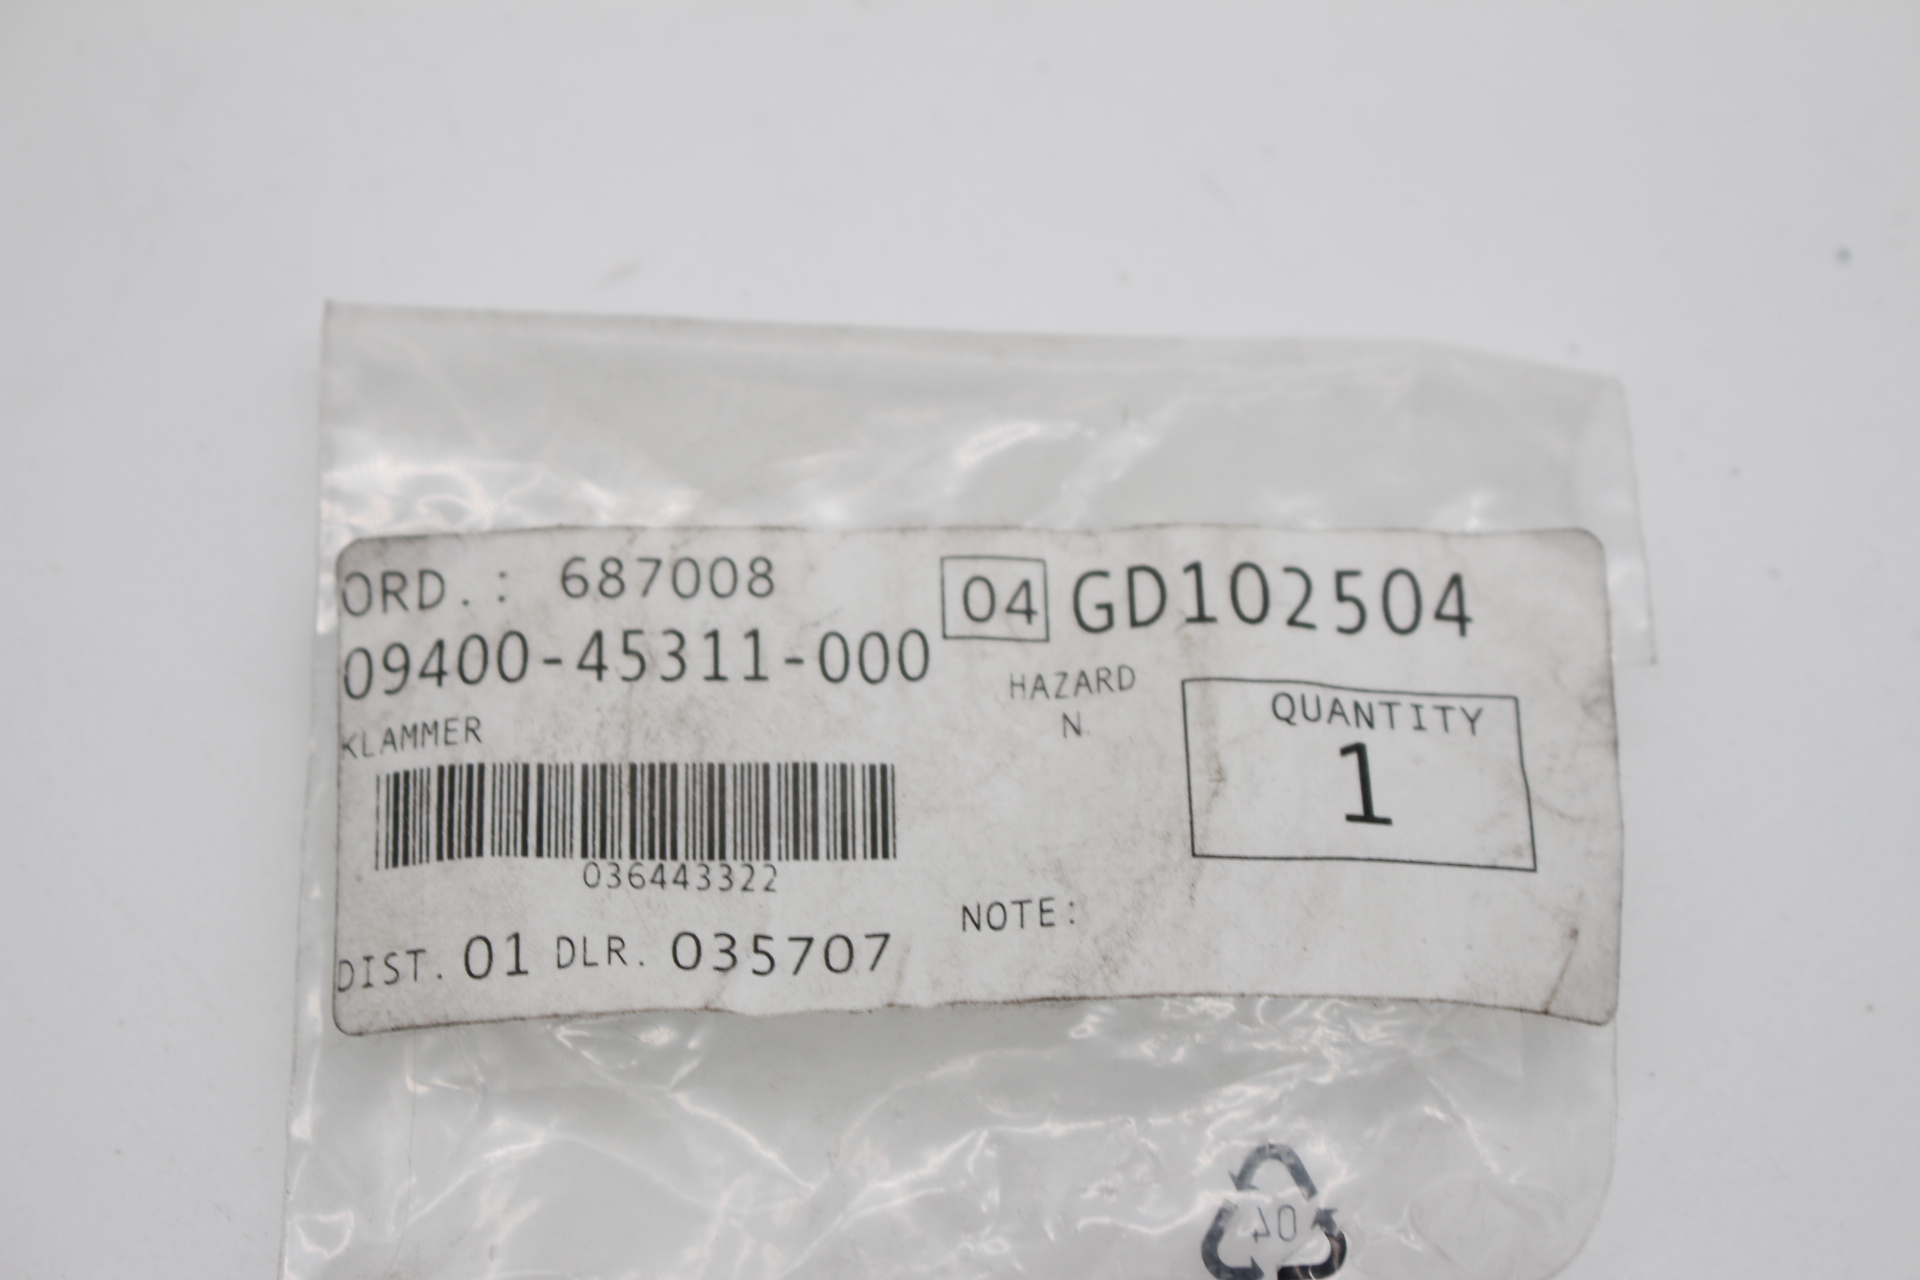 ORD.: 687008
09400-45311-000
KLAMMER
036443322
DIST. 01 DLR. 035707
04 GD102504
HAZARD
N
QUANTITY
1
NOTE:
04